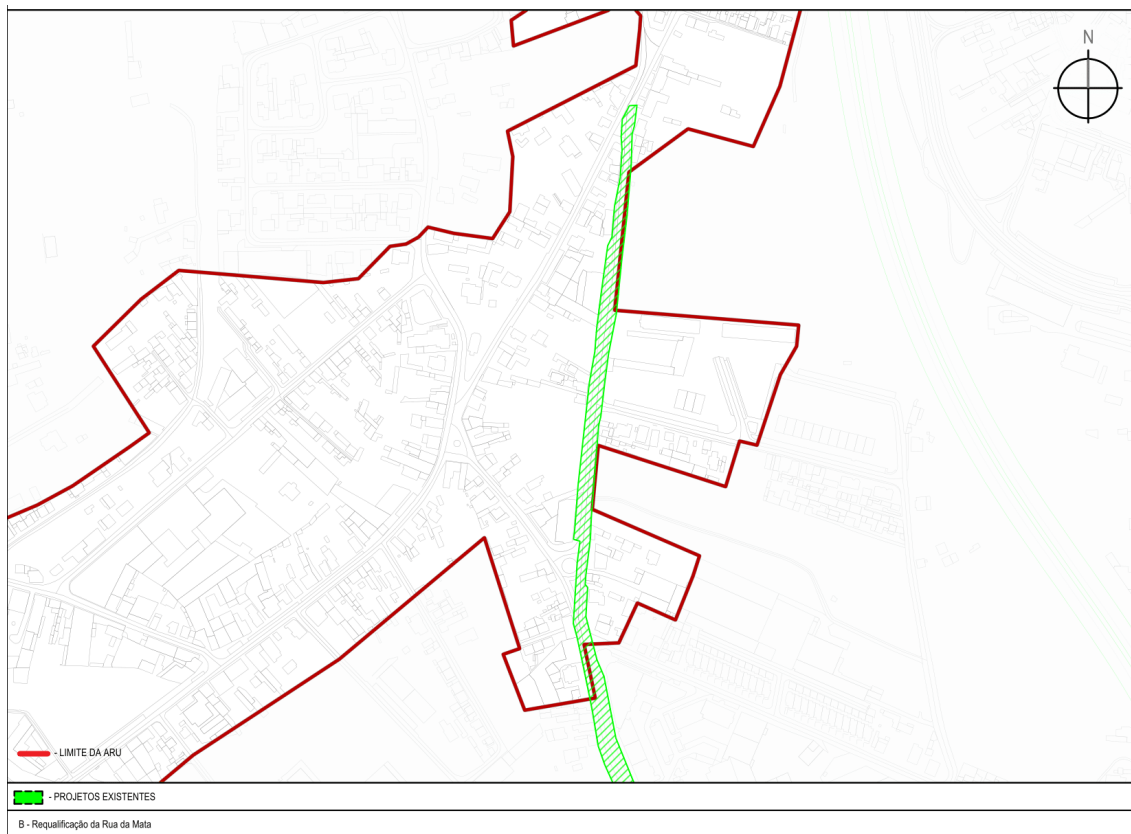 N
- LIMITE DA ARU
- PROJETOS EXISTENTES
B - Requalificação da Rua da Mata